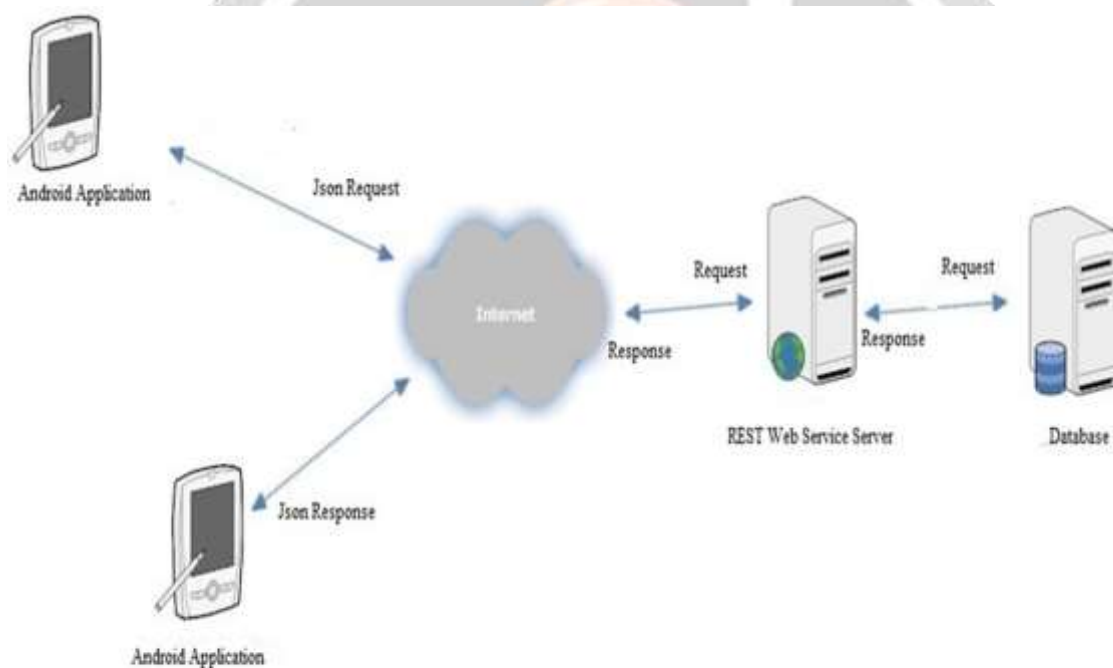 Android Application
Json Request
Internet
Request
Response
Request
Response
REST Web Service Server
Database
Json Response
Android Application